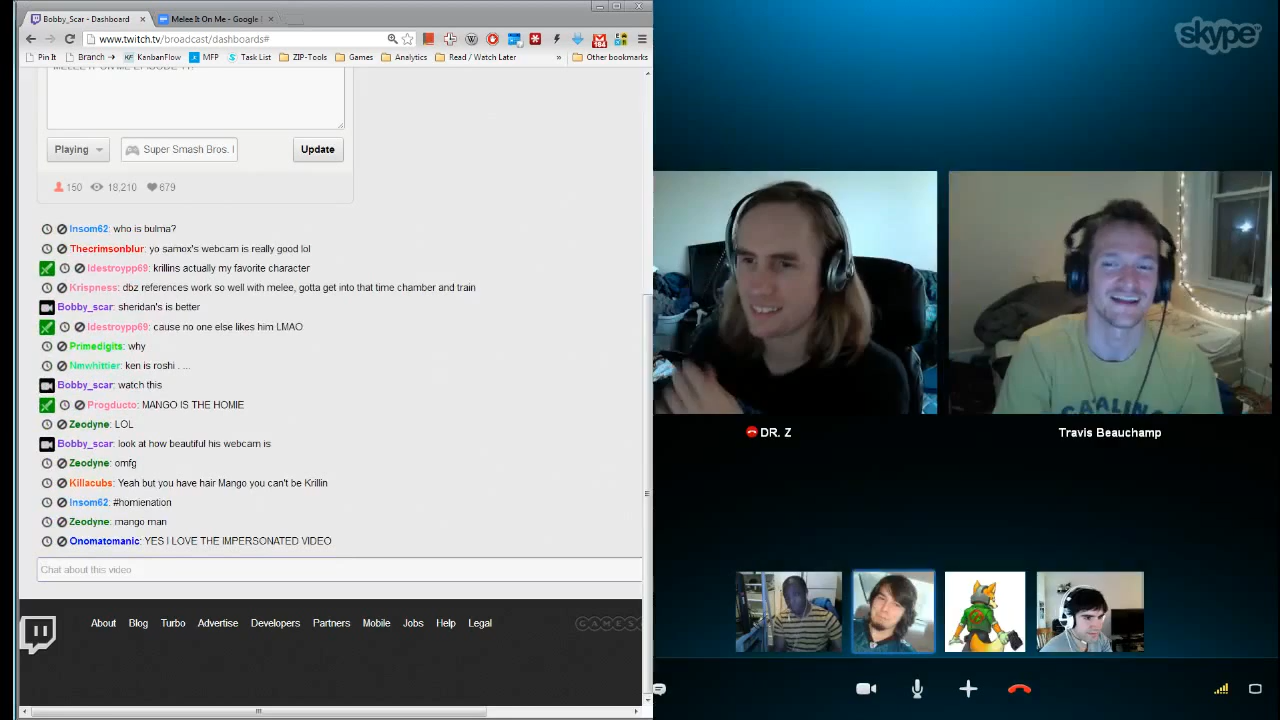 Bobby_Scar - Dashboard
Melee It On Me - Google
www.twitch.tv/broadcast/dashboards#
184
Pin It
Branch →
KF KanbanFlow
MFP
Task List
ZIP-Tools
Games
Analytics
Read / Watch Later
»
Other bookmarks
Playing
Super Smash Bros. I
Update
150
18,210
679
Insom62: who is bulma?
Thecrimsonblur: yo samox's webcam is really good lol
Idestroypp69: krillins actually my favorite character
Krispness: dbz references work so well with melee, gotta get into that time chamber and train
Bobby_scar: sheridan's is better
Idestroypp69: cause no one else likes him LMAO
Primedigits: why
Nmwhittier: ken is roshi . ...
Bobby_scar: watch this
Progducto: MANGO IS THE HOMIE
Zeodyne: LOL
Bobby_scar: look at how beautiful his webcam is
Zeodyne: omfg
Killacubs: Yeah but you have hair Mango you can't be Krillin
Insom62: #homienation
Zeodyne: mango man
Onomatomanic: YES I LOVE THE IMPERSONATED VIDEO
Chat about this video
About
Blog
Turbo
Advertise
Developers
Partners
Mobile
Jobs
Help
Legal
skype
DR. Z
Travis Beauchamp